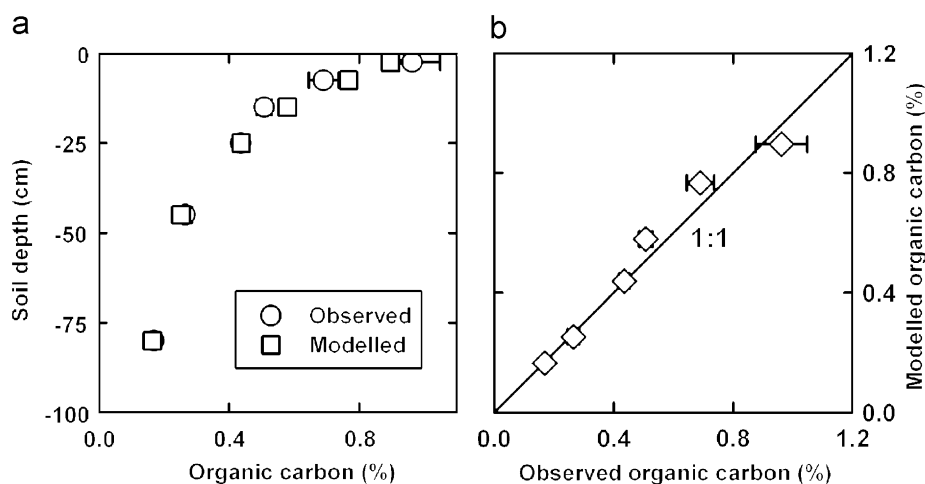 a
0
-25
-50
-75
-100
Soil depth (cm)
Observed
Modelled
0.0 0.4 0.8
Organic carbon (%)
b
1:1
1.2
0.8
0.4
0.0
Modelled organic carbon (%)
0.0 0.4 0.8 1.2
Observed organic carbon (%)